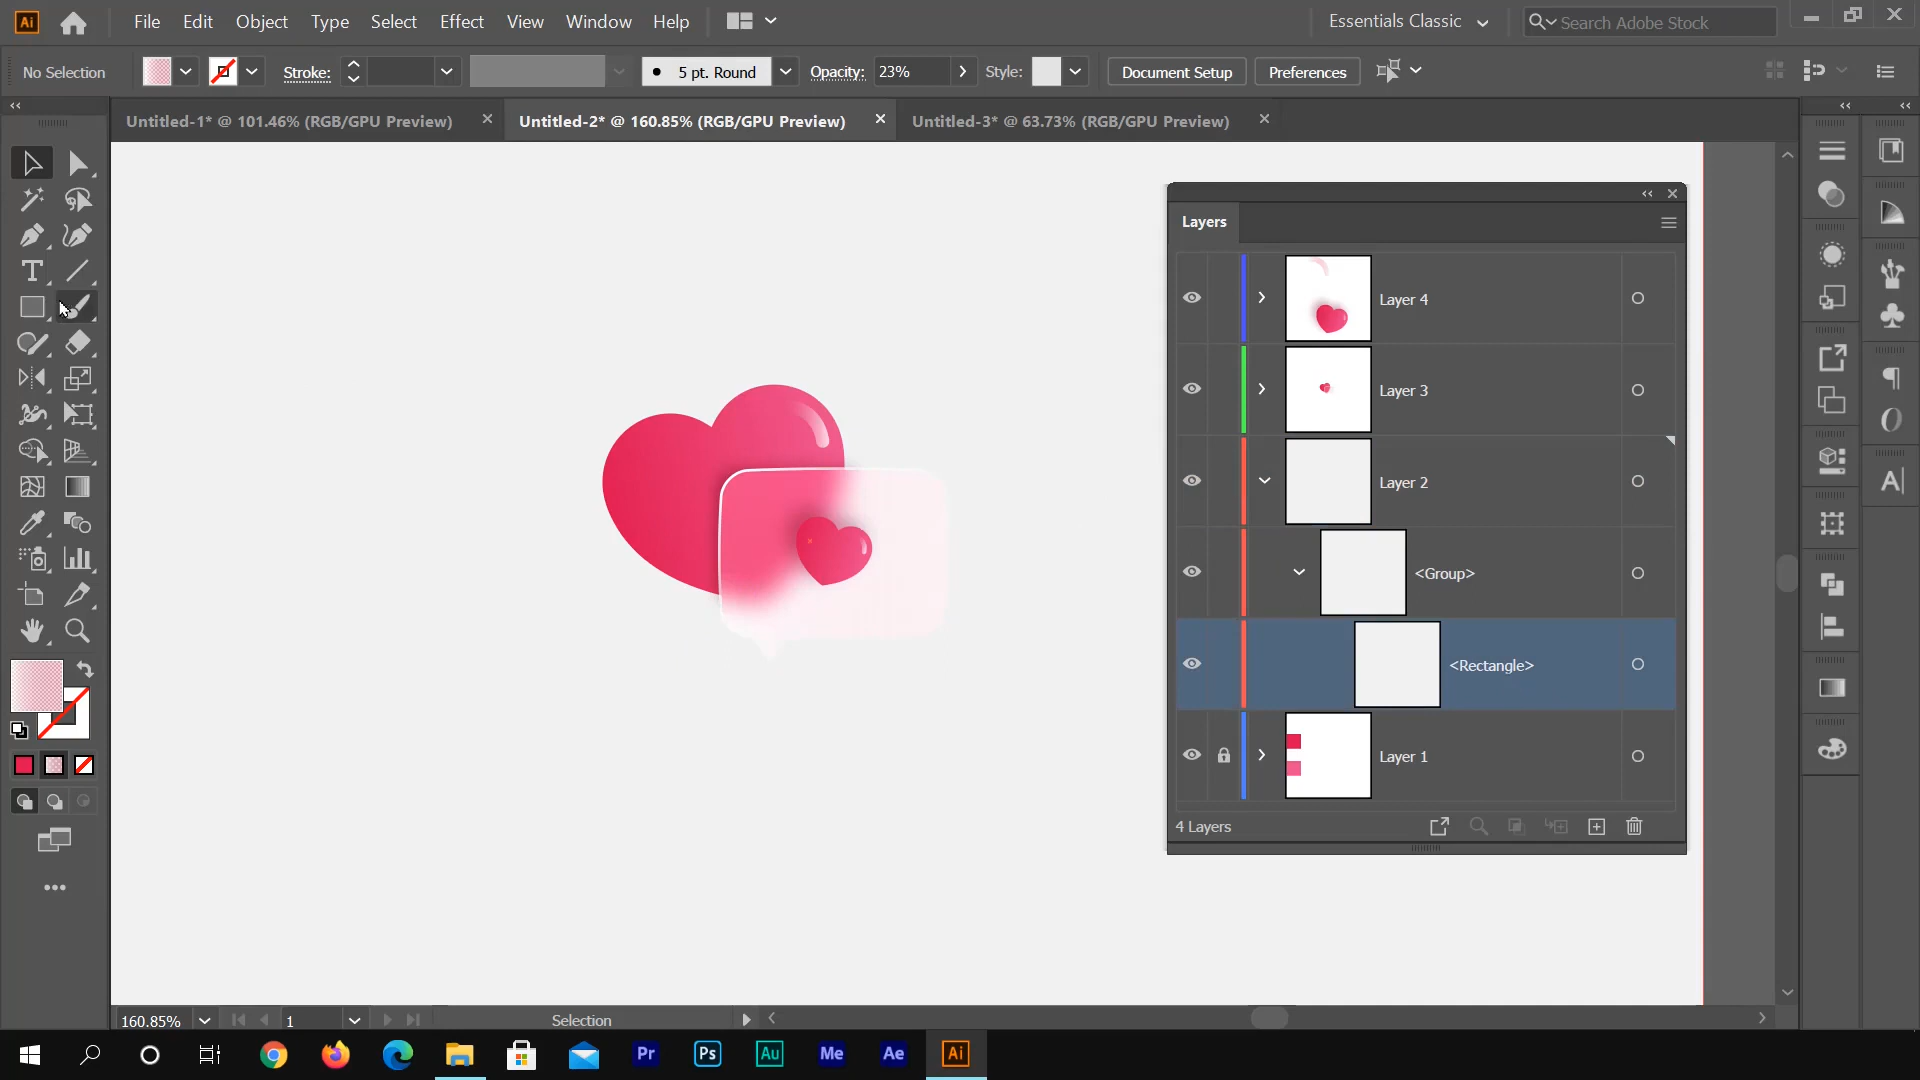 Ai File Edit Object Type Select Effect View Window Help Essentials Classic Search Adobe Stock
No Selection Stroke: 5 pt. Round Opacity: 23% Style: Document Setup Preferences
Untitled-1* @ 101.46% (RGB/GPU Preview) Untitled-2* @ 160.85% (RGB/GPU Preview) Untitled-3* @ 63.73% (RGB/GPU Preview)
Layers
Layer 4
Layer 3
Layer 2
<Group>
<Rectangle>
Layer 1
4 Layers
160.85% 1 Selection
Pr Ps Au Me Ae Ai